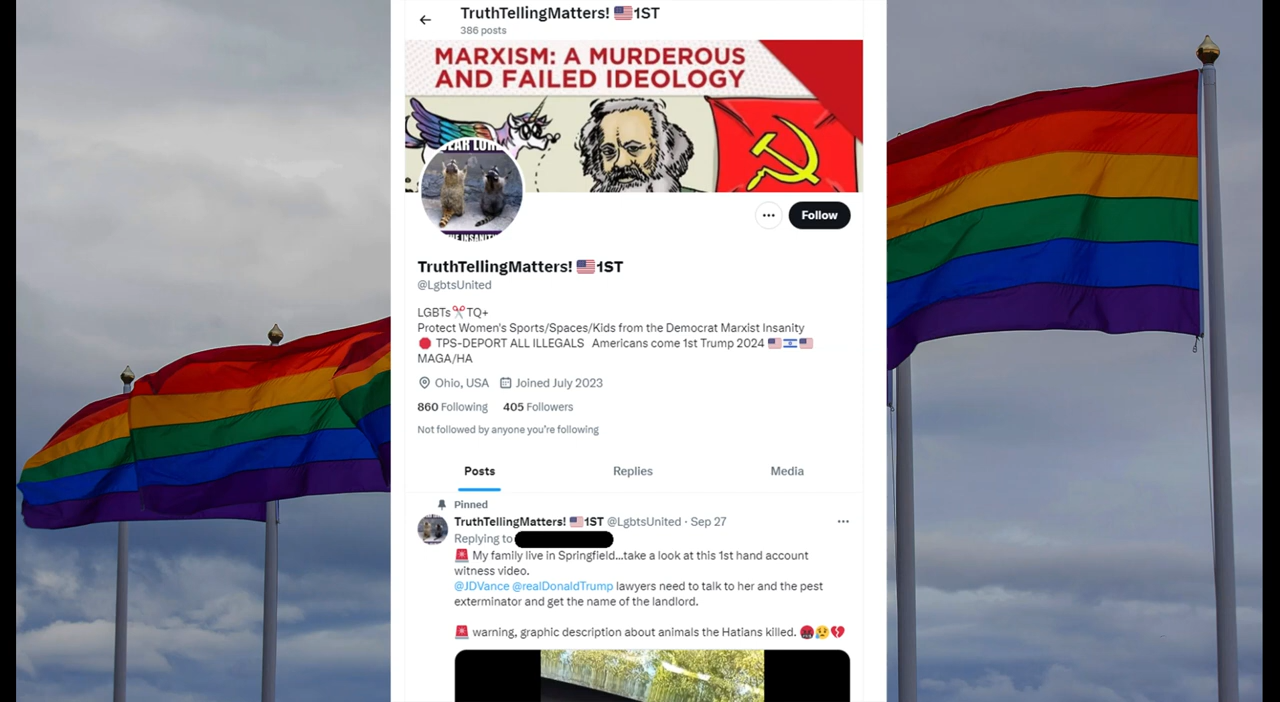 TruthTellingMatters! 🇺🇸1ST
386 posts
MARXISM: A MURDEROUS
AND FAILED IDEOLOGY
TruthTellingMatters! 🇺🇸1ST
@LgbtsUnited
LGBTs✂️TQ+
Protect Women's Sports/Spaces/Kids from the Democrat Marxist Insanity
🛑 TPS-DEPORT ALL ILLEGALS Americans come 1st Trump 2024 🇺🇸🇮🇱🇺🇸
MAGA/HA
Ohio, USA Joined July 2023
860 Following 405 Followers
Not followed by anyone you're following
Follow
Posts Replies Media
Pinned
TruthTellingMatters! 🇺🇸1ST @LgbtsUnited · Sep 27
Replying to
🚨 My family live in Springfield...take a look at this 1st hand account
witness video.
@JDVance @realDonaldTrump lawyers need to talk to her and the pest
exterminator and get the name of the landlord.
🚨 warning, graphic description about animals the Hatians killed. 🤬😥💔